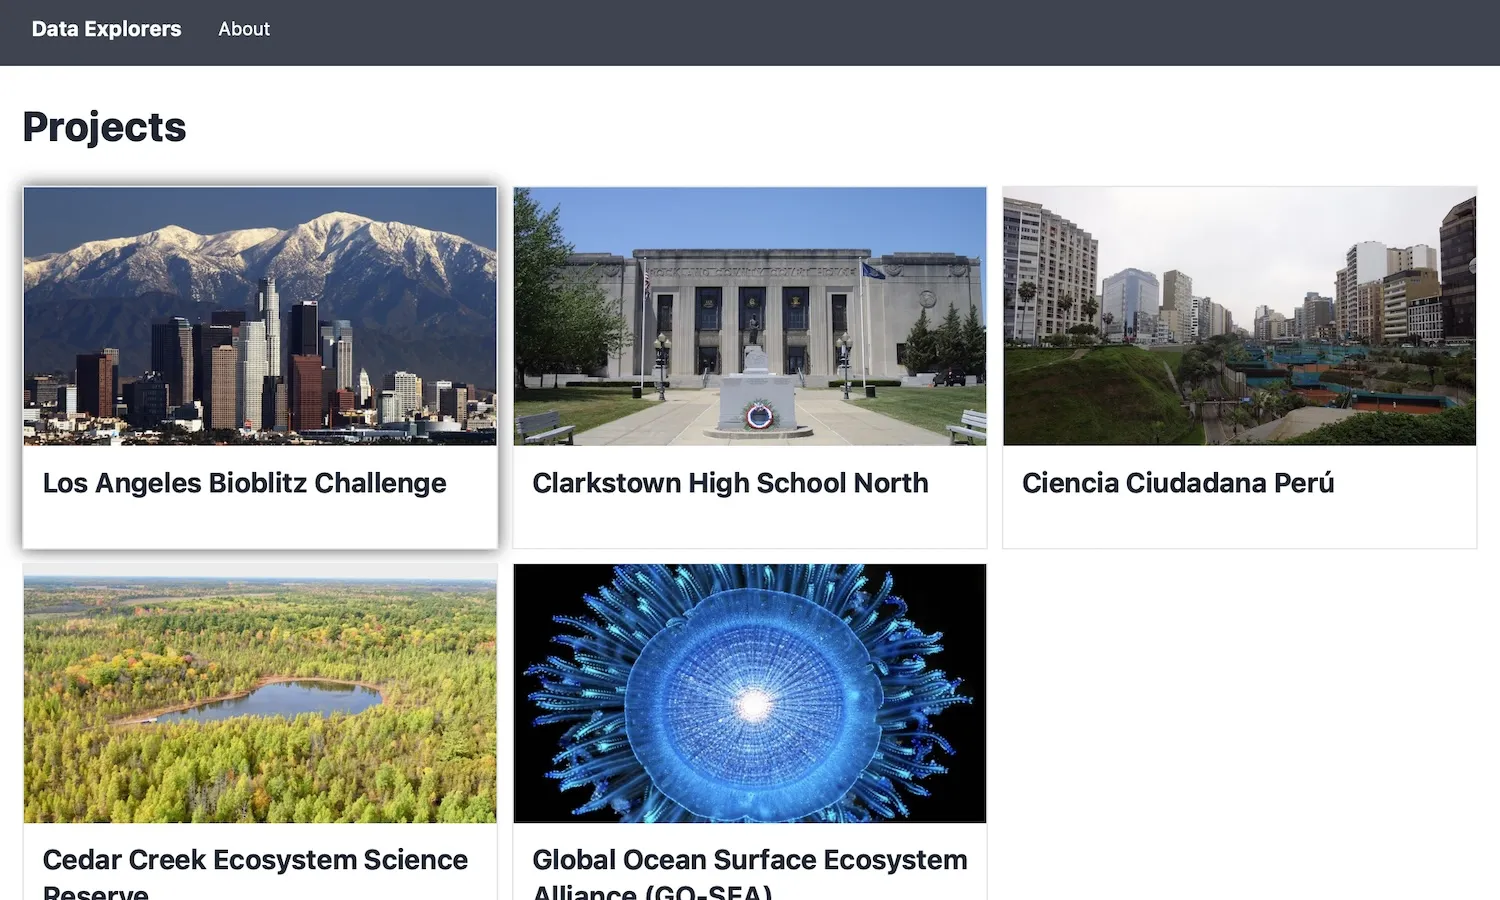 Data Explorers About
Projects
Los Angeles Bioblitz Challenge
Clarkstown High School North
Ciencia Ciudadana Perú
Cedar Creek Ecosystem Science
Reserve
Global Ocean Surface Ecosystem
Alliance (GO-SEA)